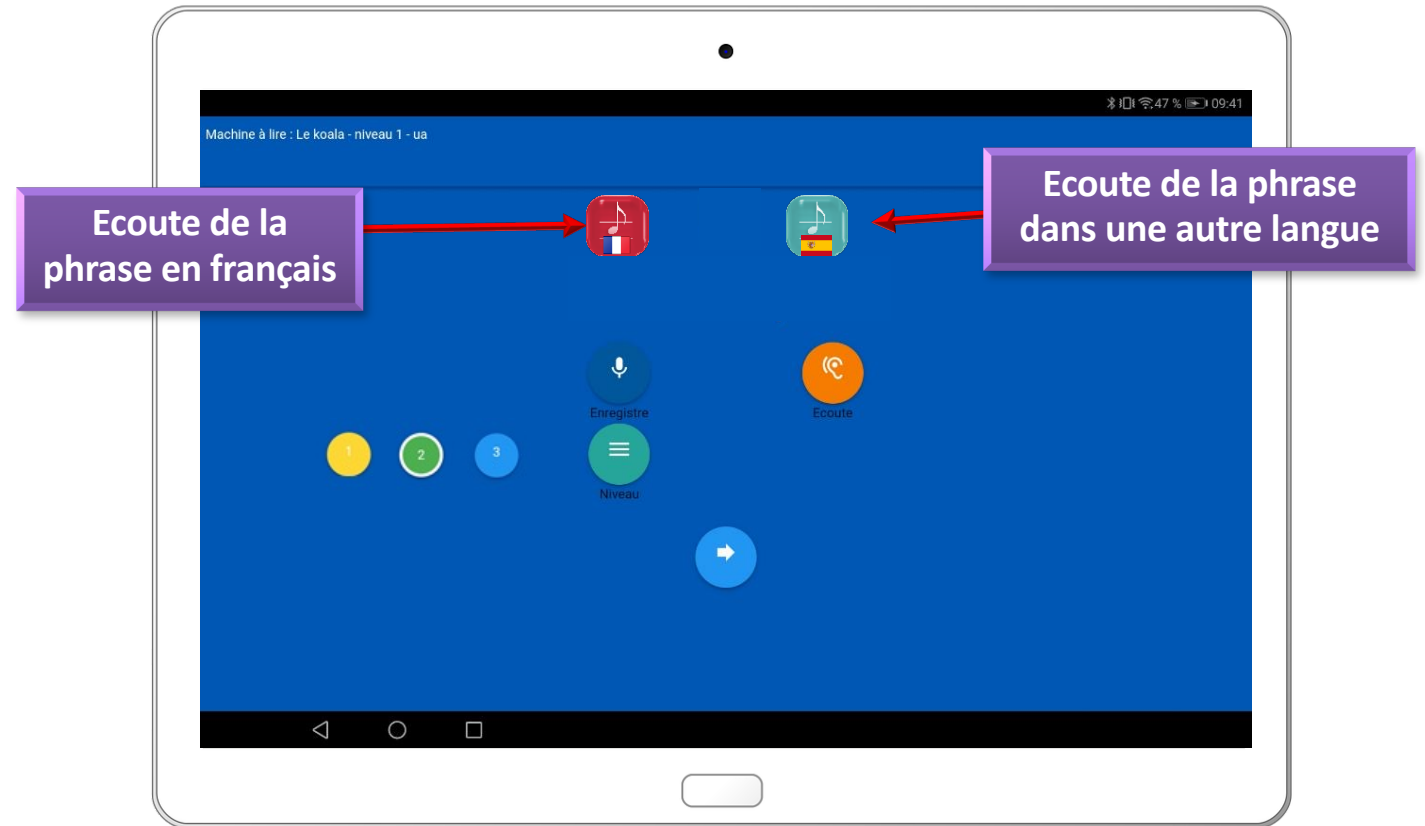 47 % 09:41
Machine à lire : Le koala - niveau 1 - ua
Ecoute de la
phrase en français
Ecoute de la phrase
dans une autre langue
Enregistre
Ecoute
1
2
3
Niveau